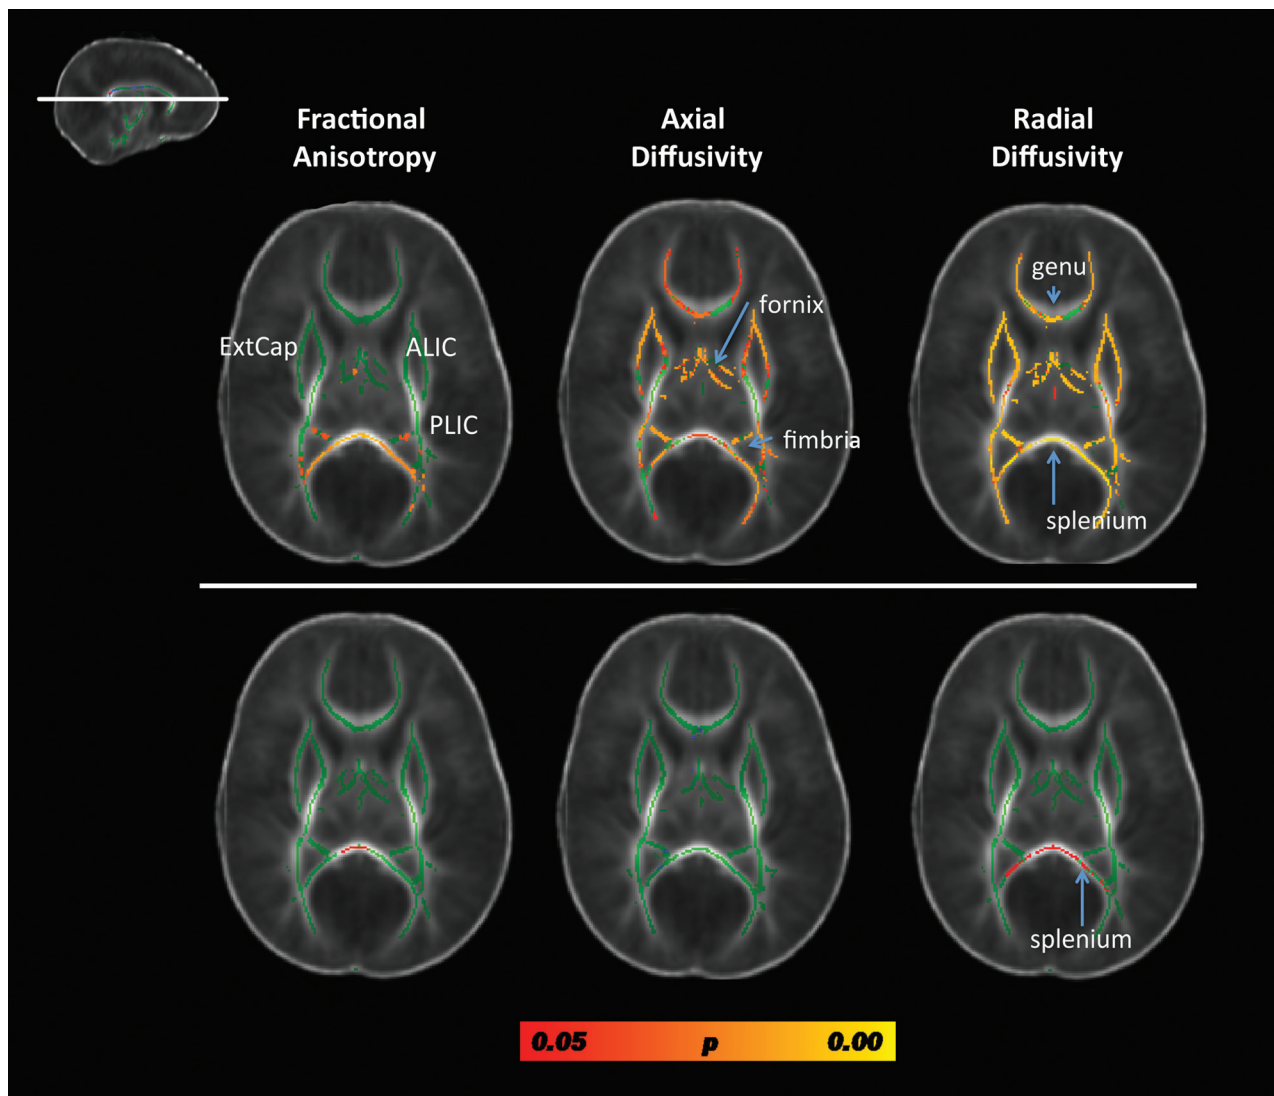 Fractional
Anisotropy
Axial
Diffusivity
Radial
Diffusivity
genu
fornix
ExtCap
ALIC
PLIC
fimbria
splenium
splenium
0.05 p 0.00